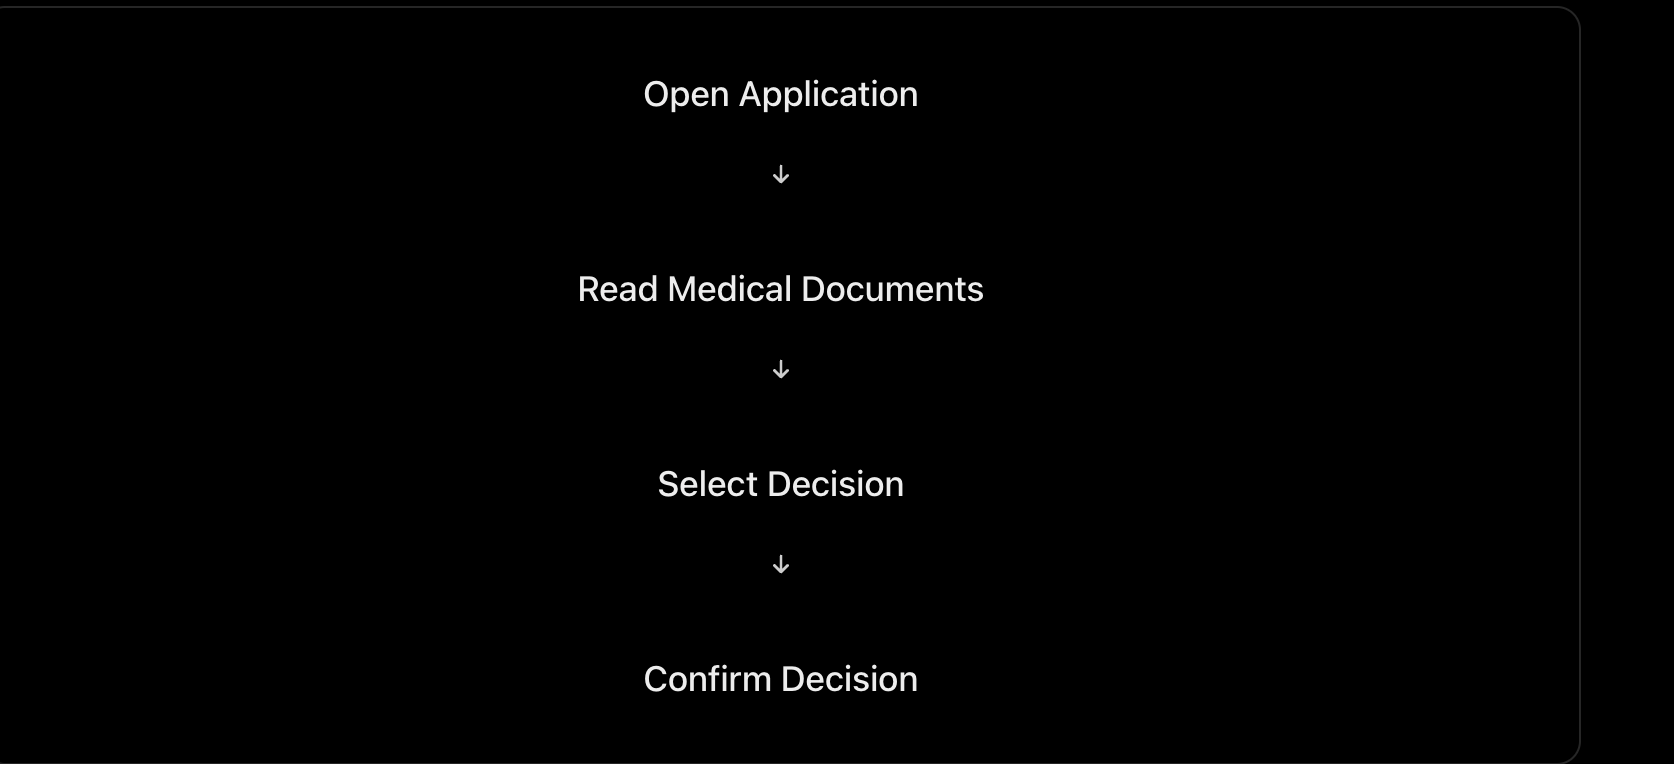 Open Application
↓
Read Medical Documents
↓
Select Decision
↓
Confirm Decision